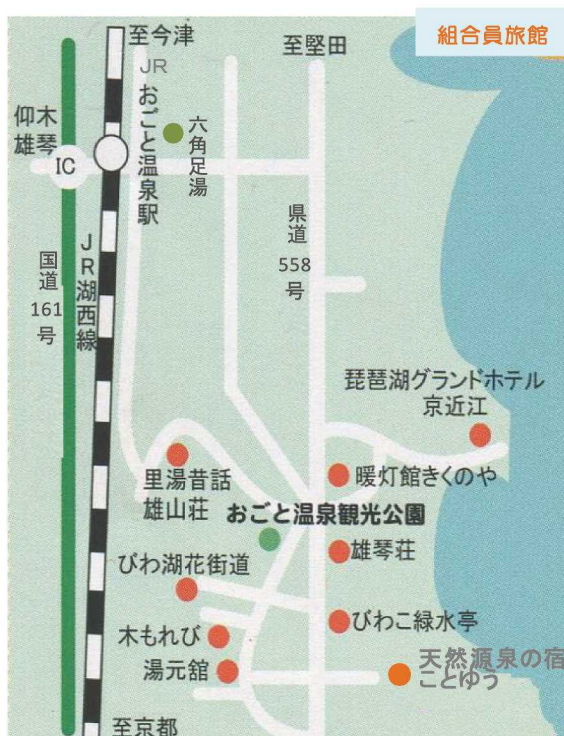 組合員旅館
至今津
至堅田
JR
おごと温泉駅
六角足湯
仰木
雄琴
IC
県道
558
号
国道
161
号
JR湖西線
琵琶湖グランドホテル
京近江
里湯昔話
雄山荘
暖灯館きくのや
おごと温泉観光公園
雄琴荘
びわ湖花街道
びわこ緑水亭
木もれび
湯元舘
天然源泉の宿
ことゆう
至京都